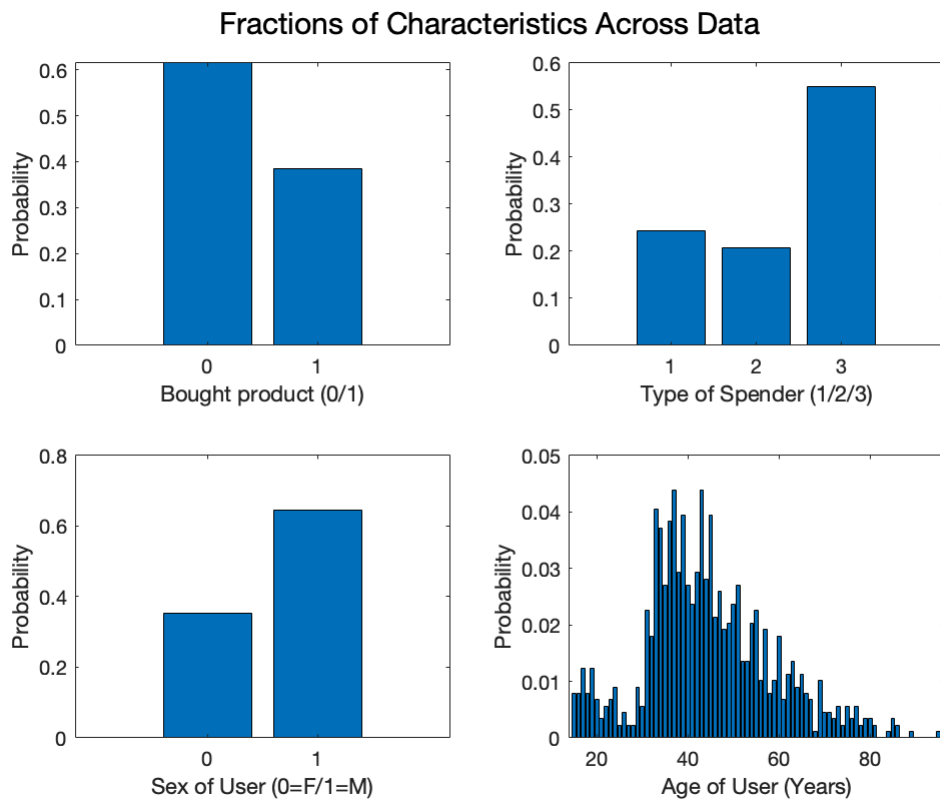 Fractions of Characteristics Across Data
0.6
0.5
0.4
0.3
0.2
0.1
0
Probability
0 1
Bought product (0/1)
0.6
0.5
0.4
0.3
0.2
0.1
0
Probability
1 2 3
Type of Spender (1/2/3)
0.8
0.6
0.4
0.2
0
Probability
0 1
Sex of User (0=F/1=M)
0.05
0.04
0.03
0.02
0.01
0
Probability
20 40 60 80
Age of User (Years)